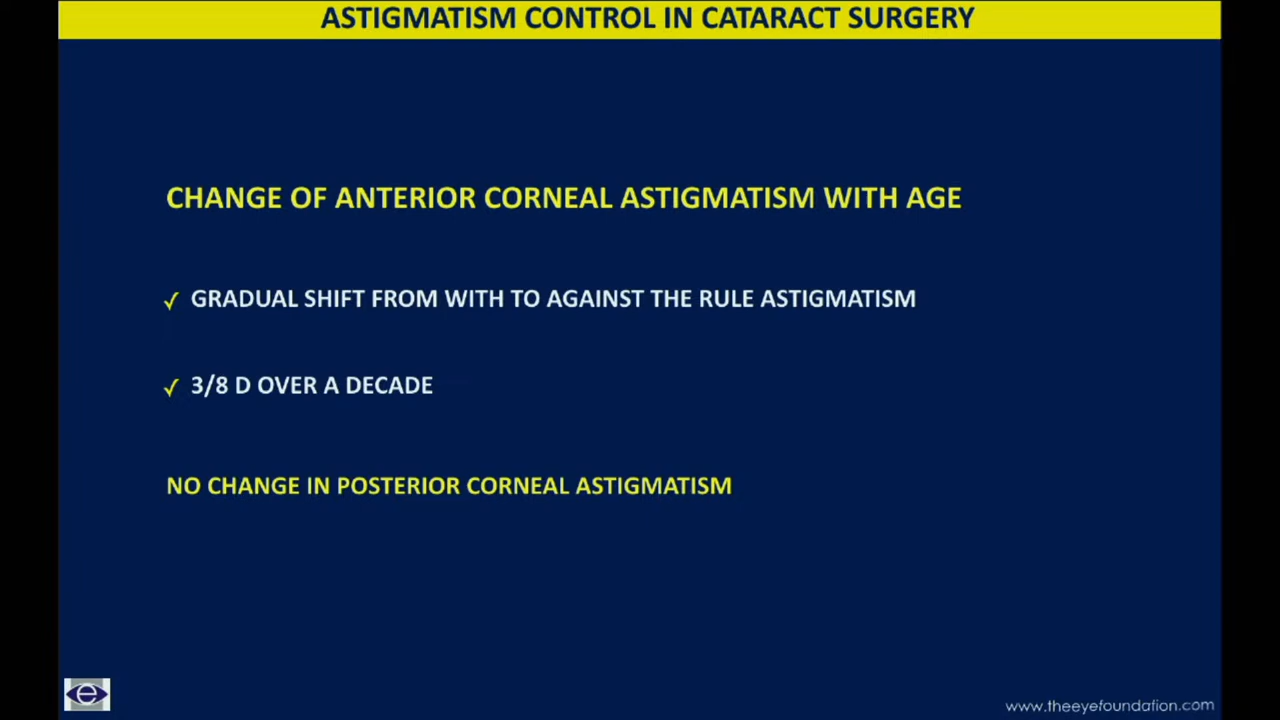 ASTIGMATISM CONTROL IN CATARACT SURGERY
CHANGE OF ANTERIOR CORNEAL ASTIGMATISM WITH AGE
✓ GRADUAL SHIFT FROM WITH TO AGAINST THE RULE ASTIGMATISM
✓ 3/8 D OVER A DECADE
NO CHANGE IN POSTERIOR CORNEAL ASTIGMATISM
e
www.theeyefoundation.com